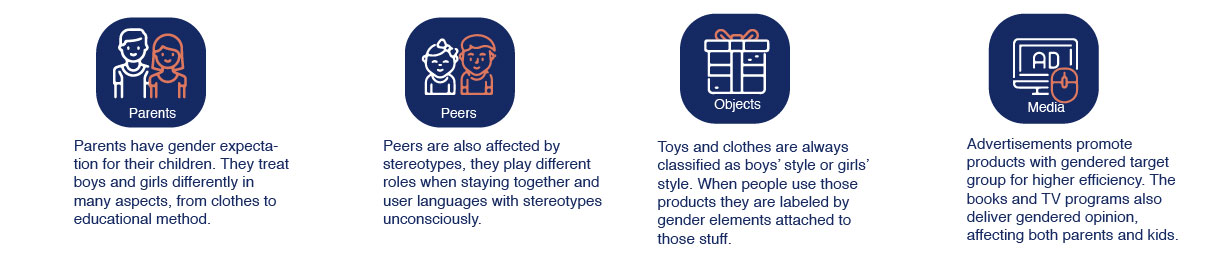 Parents
Parents have gender expecta-
tion for their children. They treat
boys and girls differently in
many aspects, from clothes to
educational method.
Peers
Peers are also affected by
stereotypes, they play different
roles when staying together and
user languages with stereotypes
unconsciously.
Objects
Toys and clothes are always
classified as boys’ style or girls’
style. When people use those
products they are labeled by
gender elements attached to
those stuff.
AD
Media
Advertisements promote
products with gendered target
group for higher efficiency. The
books and TV programs also
deliver gendered opinion,
affecting both parents and kids.